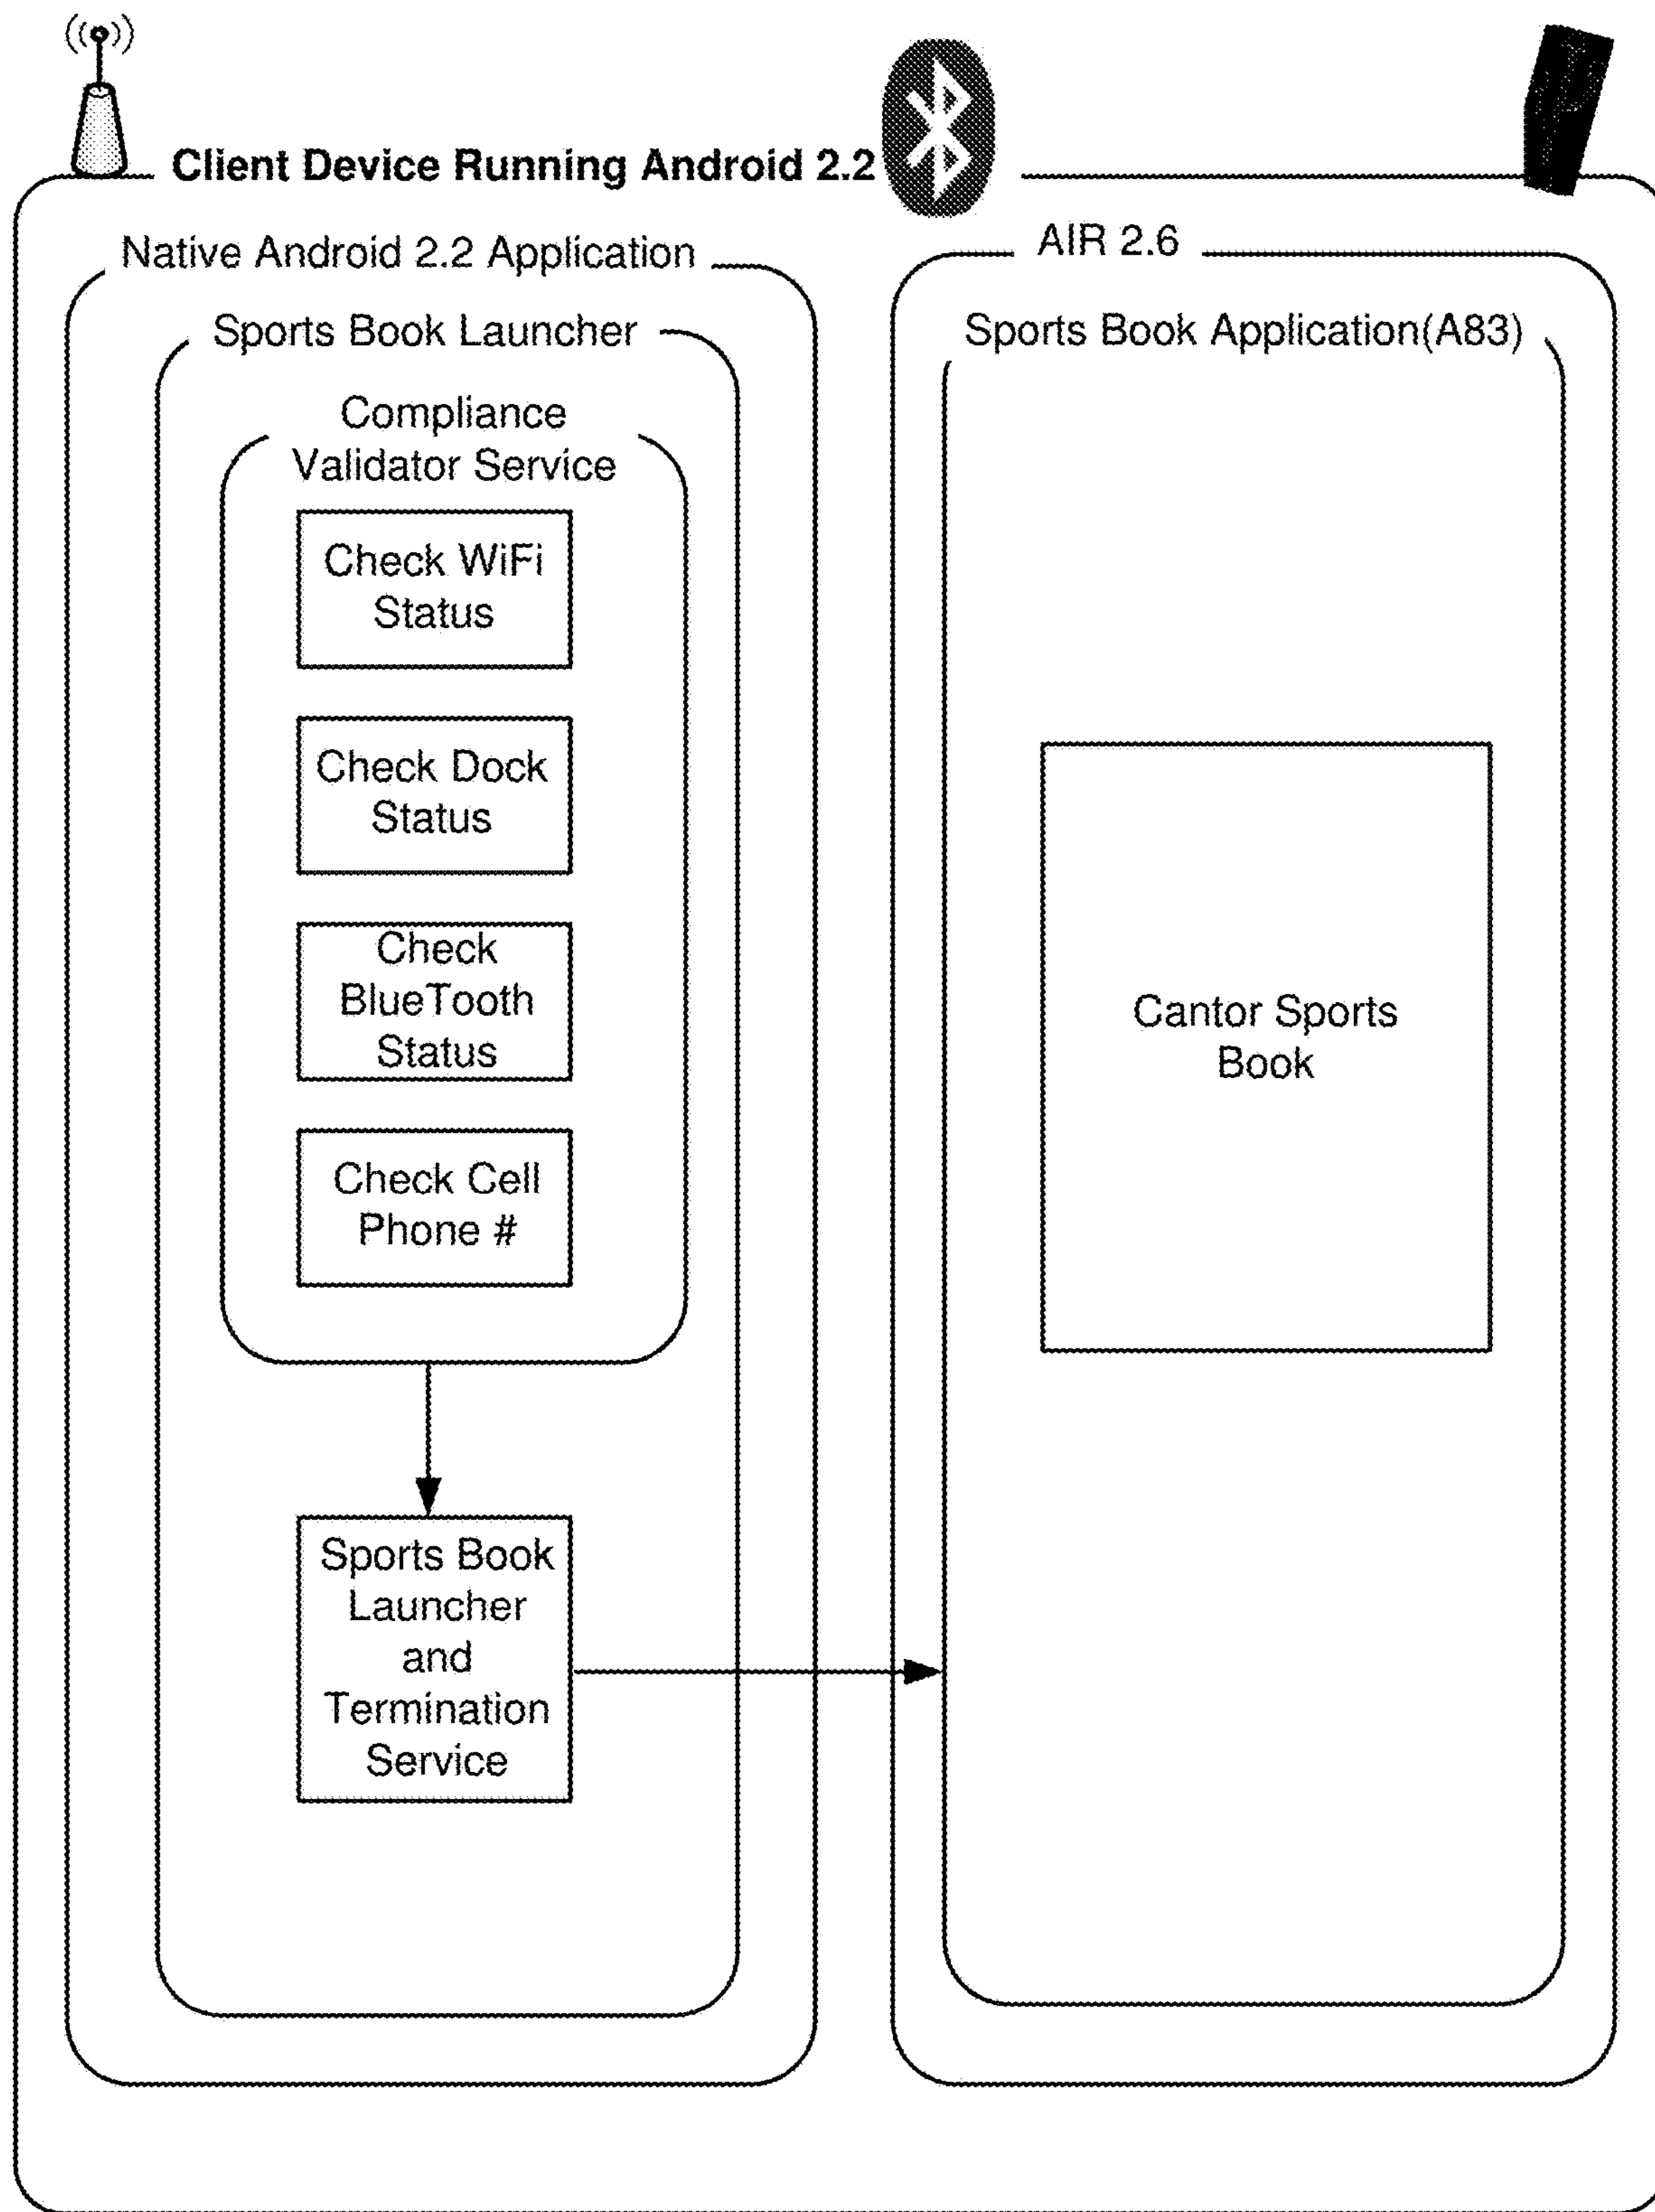 Client Device Running Android 2.2
Native Android 2.2 Application
Sports Book Launcher
Compliance
Validator Service
Check WiFi
Status
Check Dock
Status
Check
BlueTooth
Status
Check Cell
Phone #
Sports Book
Launcher
and
Termination
Service
AIR 2.6
Sports Book Application(A83)
Cantor Sports
Book